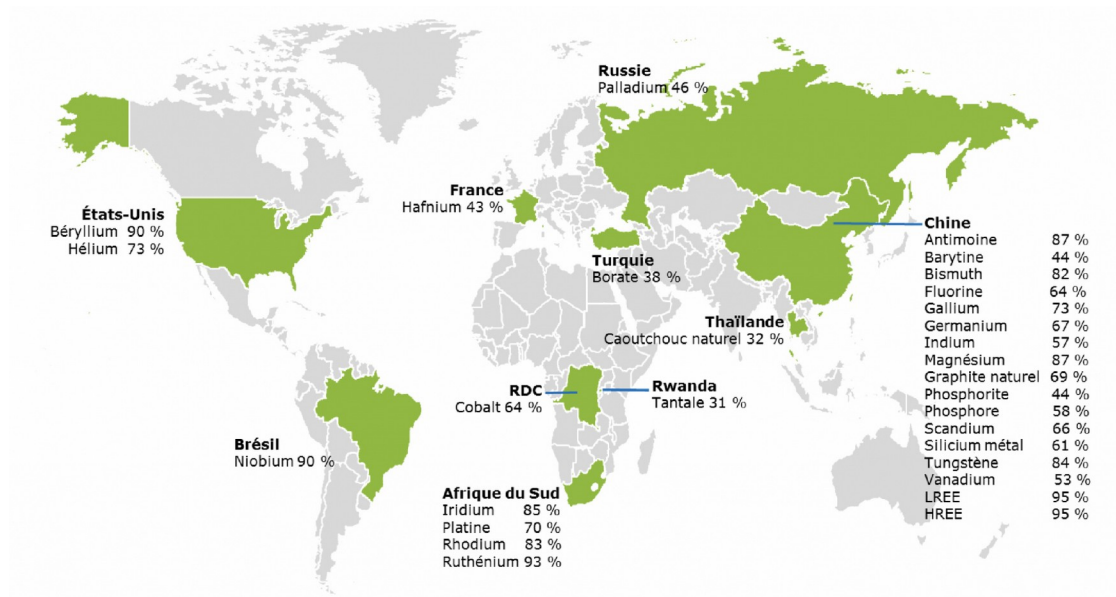 Russie
Palladium 46 %
France
Hafnium 43 %
États-Unis
Béryllium 90 %
Hélium 73 %
Turquie
Borate 38 %
Thaïlande
Caoutchouc naturel 32 %
Chine
Antimoine 87 %
Barytine 44 %
Bismuth 82 %
Fluorine 64 %
Gallium 73 %
Germanium 67 %
Indium 57 %
Magnésium 87 %
Graphite naturel 69 %
Phosphorite 44 %
Phosphore 58 %
Scandium 66 %
Silicium métal 61 %
Tungstène 84 %
Vanadium 53 %
LREE 95 %
HREE 95 %
RDC
Cobalt 64 %
Rwanda
Tantale 31 %
Brésil
Niobium 90 %
Afrique du Sud
Iridium 85 %
Platine 70 %
Rhodium 83 %
Ruthénium 93 %